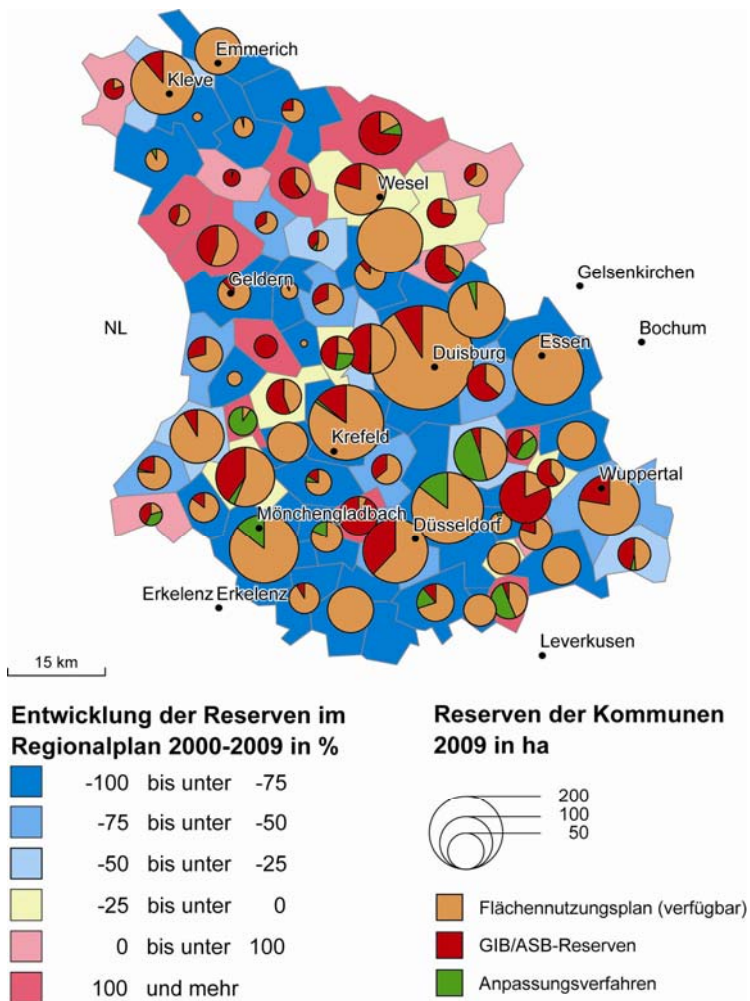 Emmerich
Kleve
Wesel
Geldern
Gelsenkirchen
NL
Bochum
Duisburg
Essen
Krefeld
Wuppertal
Mönchengladbach
Düsseldorf
Erkelenz Erkelenz
Leverkusen
15 km
Entwicklung der Reserven im
Regionalplan 2000-2009 in %
-100 bis unter -75
-75 bis unter -50
-50 bis unter -25
-25 bis unter 0
0 bis unter 100
100 und mehr
Reserven der Kommunen
2009 in ha
200
100
50
Flächennutzungsplan (verfügbar)
GIB/ASB-Reserven
Anpassungsverfahren